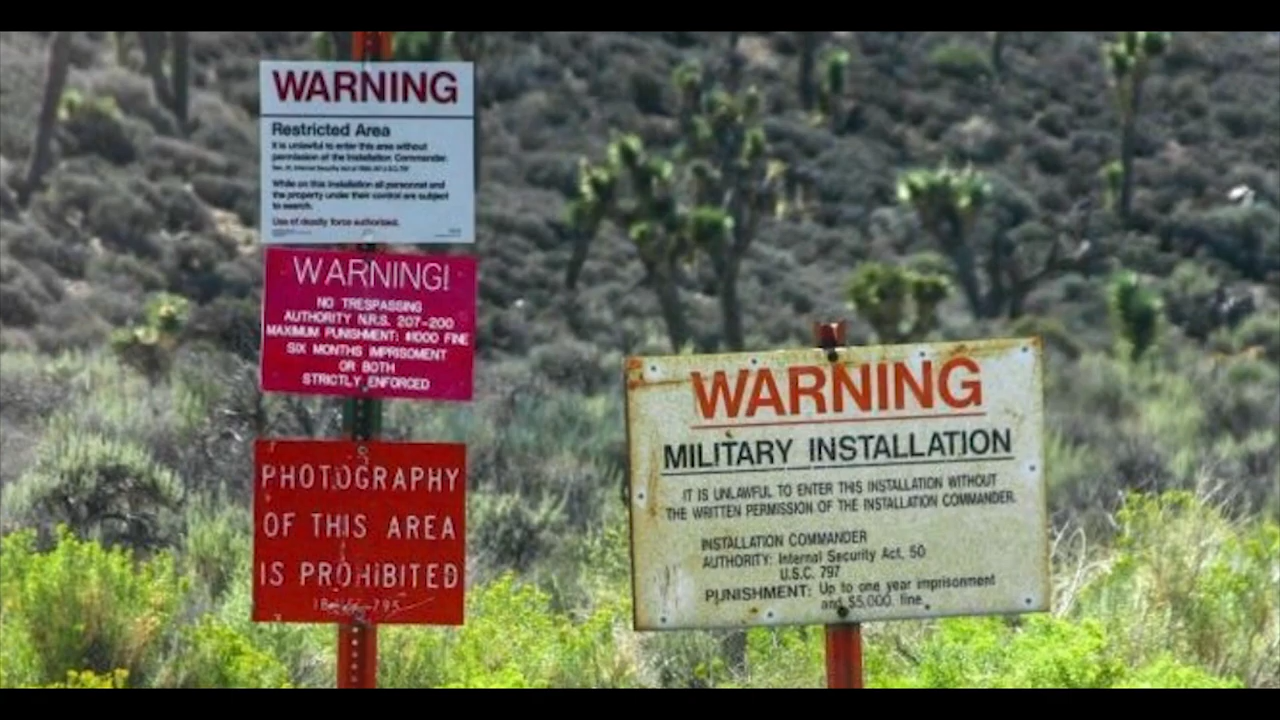 WARNING
Restricted Area
It is unlawful to enter this area without
permission of the Installation Commander.
While on this Installation all personnel and
the property under their control are subject
to search.
Use of deadly force authorized.
WARNING!
NO TRESPASSING
AUTHORITY N.R.S. 207-200
MAXIMUM PUNISHMENT: $1000 FINE
SIX MONTHS IMPRISOMENT
OR BOTH
STRICTLY ENFORCED
PHOTOGRAPHY
OF THIS AREA
IS PROHIBITED
WARNING
MILITARY INSTALLATION
IT IS UNLAWFUL TO ENTER THIS INSTALLATION WITHOUT
THE WRITTEN PERMISSION OF THE INSTALLATION COMMANDER.
INSTALLATION COMMANDER
AUTHORITY: Internal Security Act, 50
U.S.C. 797
PUNISHMENT: Up to one year imprisonment
and $5,000. fine